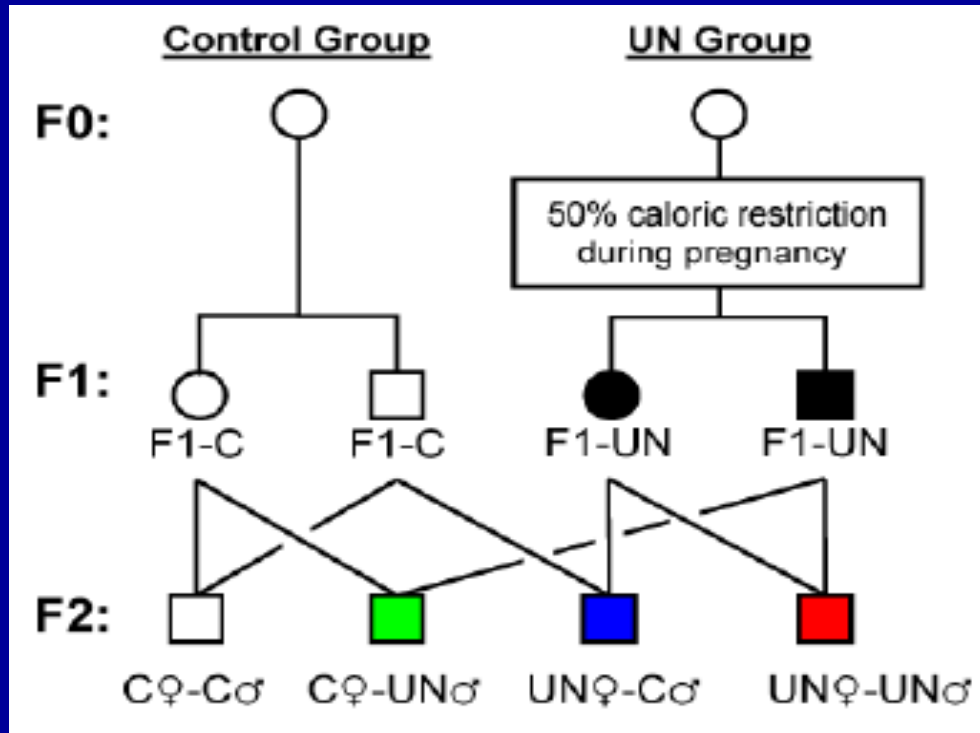 Control Group
UN Group
F0:
50% caloric restriction
during pregnancy
F1:
F1-C
F1-C
F1-UN
F1-UN
F2:
C♀-C♂
C♀-UN♂
UN♀-C♂
UN♀-UN♂